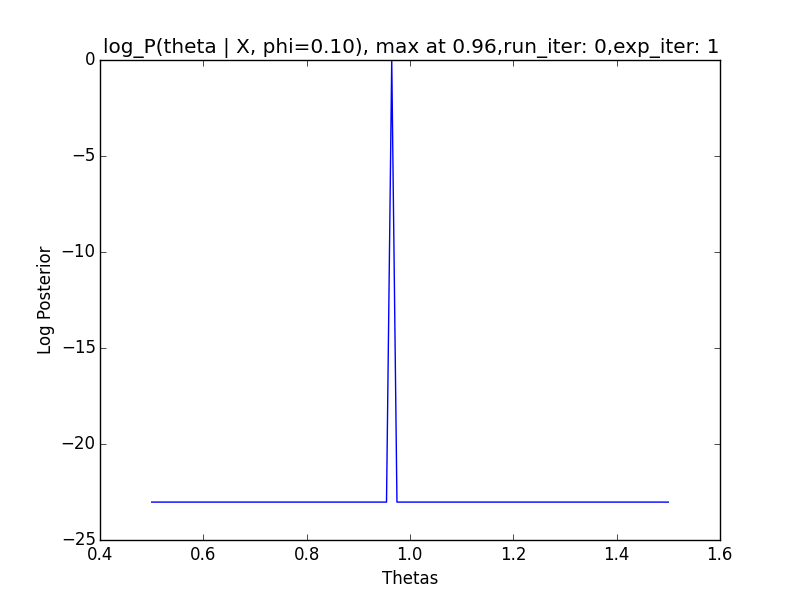 log_P(theta | X, phi=0.10), max at 0.96,run_iter: 0,exp_iter: 1
0
−5
−10
−15
−20
−25
Log Posterior
0.4 0.6 0.8 1.0 1.2 1.4 1.6
Thetas